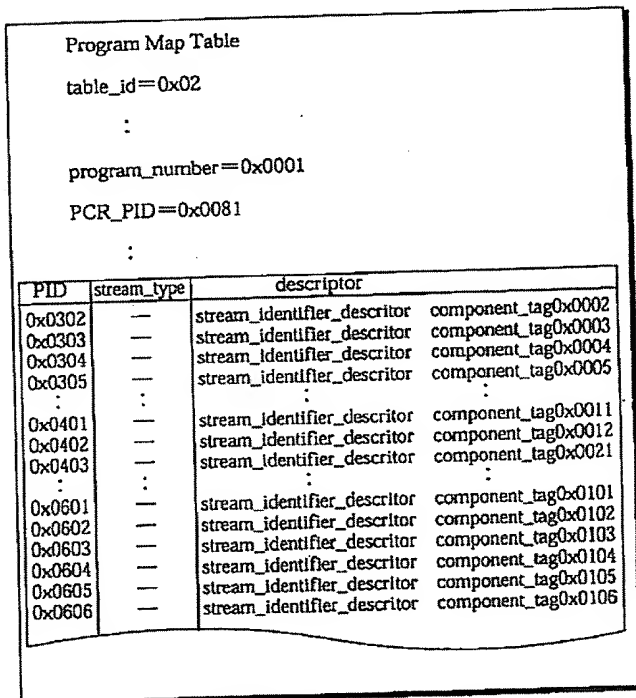 Program Map Table
table_id=0x02
:
program_number=0x0001
PCR_PID=0x0081
:
PID stream_type descriptor
0x0302 — stream_identifier_descritor component_tag0x0002
0x0303 — stream_identifier_descritor component_tag0x0003
0x0304 — stream_identifier_descritor component_tag0x0004
0x0305 — stream_identifier_descritor component_tag0x0005
: : : :
0x0401 — stream_identifier_descritor component_tag0x0011
0x0402 — stream_identifier_descritor component_tag0x0012
0x0403 — stream_identifier_descritor component_tag0x0021
: : : :
0x0601 — stream_identifier_descritor component_tag0x0101
0x0602 — stream_identifier_descritor component_tag0x0102
0x0603 — stream_identifier_descritor component_tag0x0103
0x0604 — stream_identifier_descritor component_tag0x0104
0x0605 — stream_identifier_descritor component_tag0x0105
0x0606 — stream_identifier_descritor component_tag0x0106